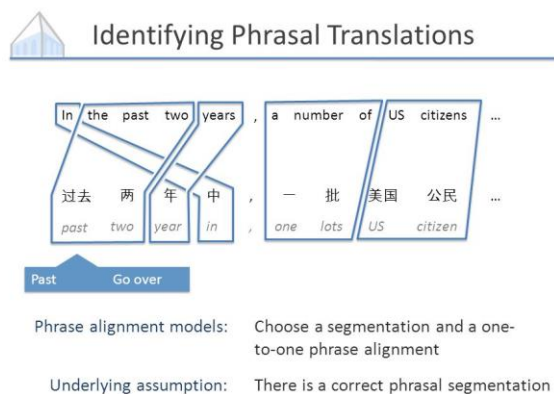 Identifying Phrasal Translations
In the past two years , a number of US citizens ...
过去 两 年 中 , 一 批 美国 公民 ...
past two year in , one lots US citizen
Past Go over
Phrase alignment models: Choose a segmentation and a one-
to-one phrase alignment
Underlying assumption: There is a correct phrasal segmentation